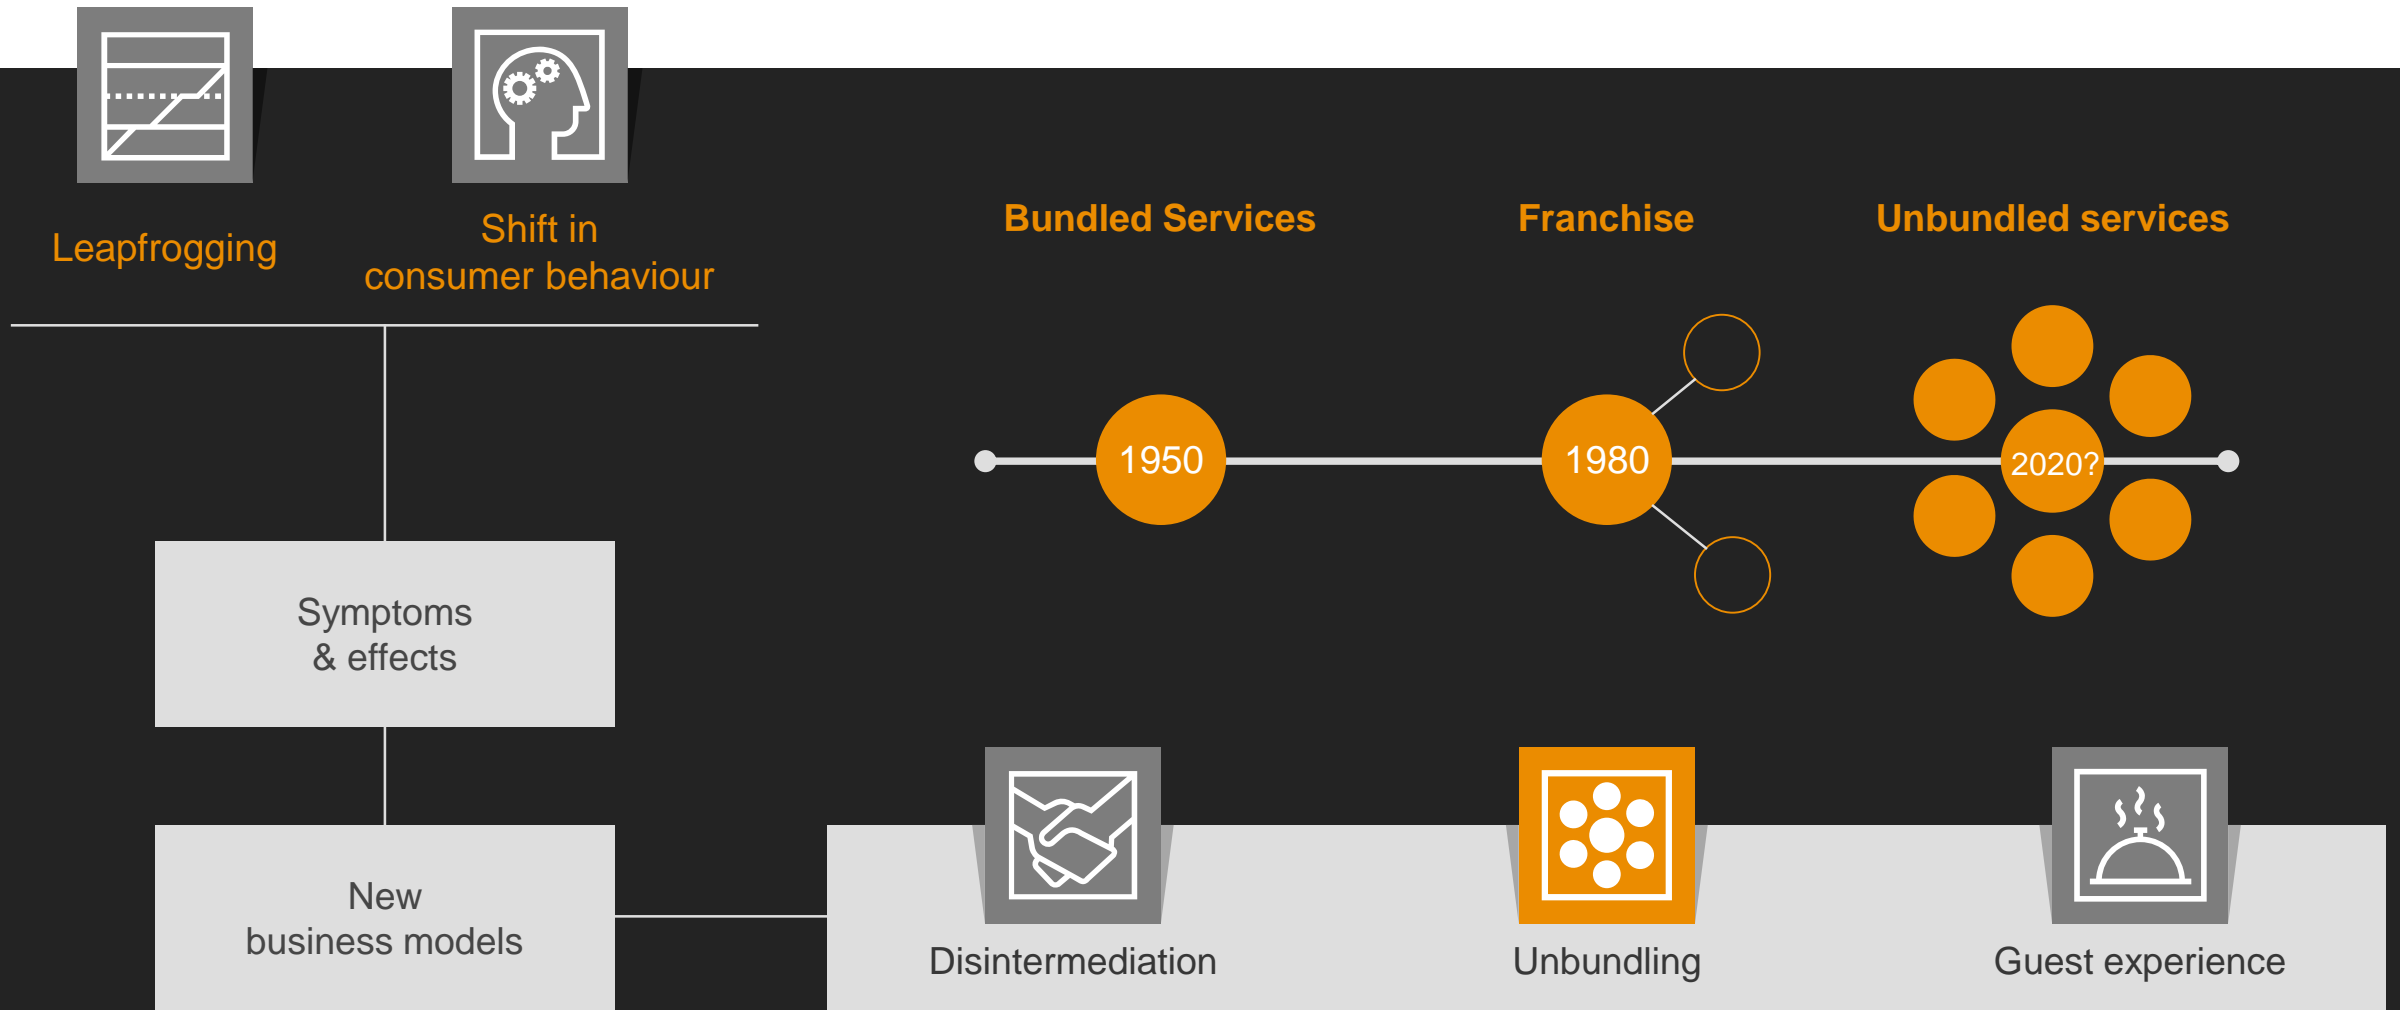 Leapfrogging
Shift in
consumer behaviour
Bundled Services
Franchise
Unbundled services
1950
1980
2020?
Symptoms
& effects
New
business models
Disintermediation
Unbundling
Guest experience